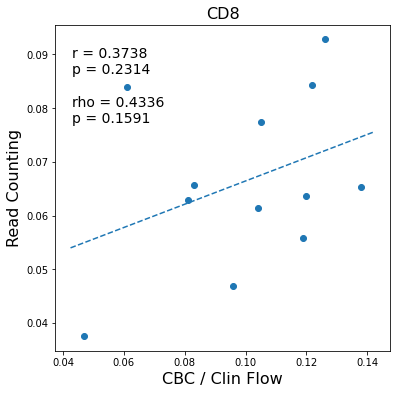 CD8
r = 0.3738
p = 0.2314
rho = 0.4336
p = 0.1591
Read Counting
0.09
0.08
0.07
0.06
0.05
0.04
0.04
0.06
0.08
0.10
0.12
0.14
CBC / Clin Flow